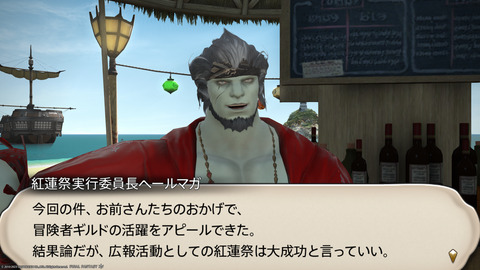 紅蓮祭実行委員長ヘールマガ
今回の件、お前さんたちのおかげで、
冒険者ギルドの活躍をアピールできた。
結果論だが、広報活動としての紅蓮祭は大成功と言っていい。